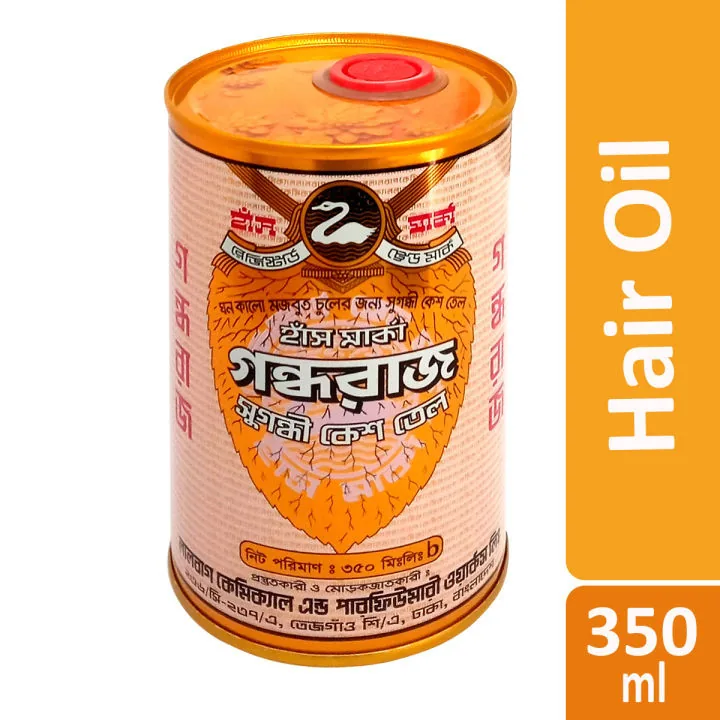 হাঁস মার্কা
রেজিস্টার্ড ট্রেড মার্ক
ঘন কালো মজবুত চুলের জন্য সুগন্ধী কেশ তেল
হাঁস মার্কা
গন্ধরাজ
সুগন্ধী কেশ তেল
হাঁস মার্কা
নিট পরিমাণ : ৩৫০ মিঃলিঃ b
প্রস্তুতকারী ও মোড়কজাতকারী :
লালবাগ কেমিক্যাল এন্ড পারফিউমারী ওয়ার্কস লিঃ
তেজগাঁও শি/এ, ঢাকা, বাংলাদেশ
গন্ধরাজ
গন্ধরাজ
Hair Oil
350
ml